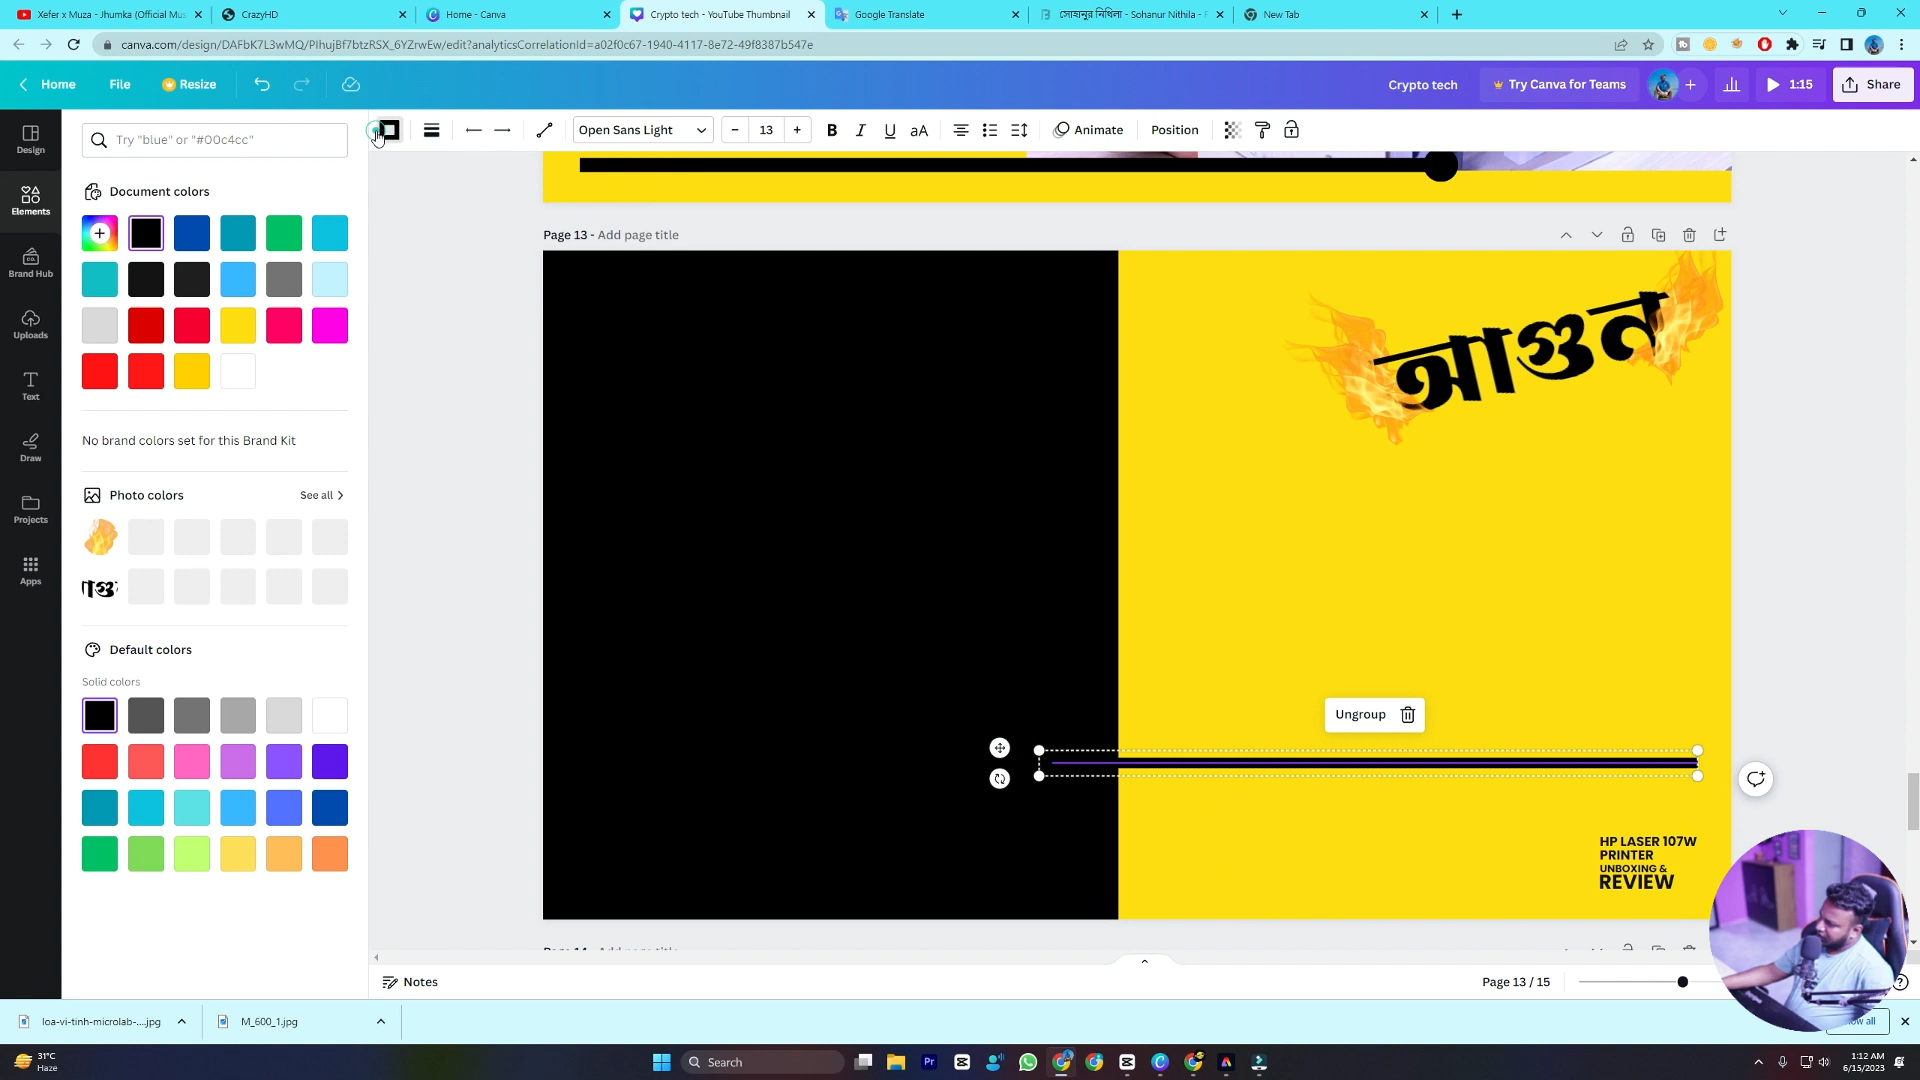 Xefer x Muza - Jhumka (Official Mus
CrazyHD
Home - Canva
Crypto tech - YouTube Thumbnail
Google Translate
সোহানুর নিথিলা - Sohanur Nithila - F
New Tab
canva.com/design/DAFbK7L3wMQ/PIhujBf7btzRSX_6YZrwEw/edit?analyticsCorrelationId=a02f0c67-1940-4117-8e72-49f8387b547e
Home
File
Resize
Crypto tech
Try Canva for Teams
1:15
Share
Design
Elements
Brand Hub
Uploads
Text
Draw
Projects
Apps
Try "blue" or "#00c4cc"
Open Sans Light
13
B
I
U
aA
Animate
Position
Document colors
No brand colors set for this Brand Kit
Photo colors
See all
Default colors
Solid colors
Page 13 - Add page title
আগুন
Ungroup
HP LASER 107W
PRINTER
UNBOXING &
REVIEW
Notes
Page 13 / 15
loa-vi-tinh-microlab-....jpg
M_600_1.jpg
31°C
Haze
Search
1:12 AM
6/15/2023